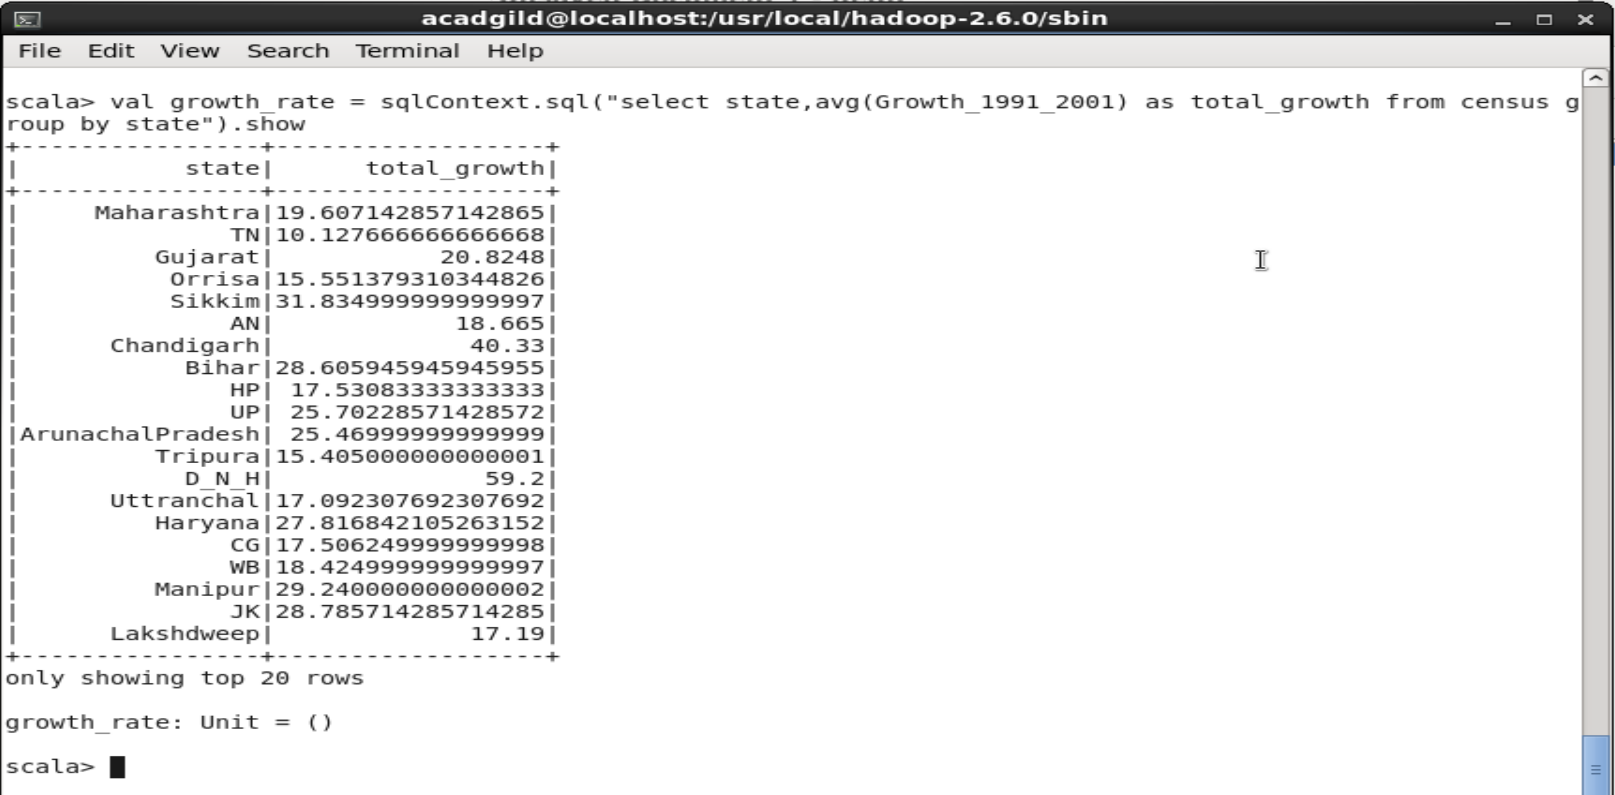 acadgild@localhost:/usr/local/hadoop-2.6.0/sbin
File Edit View Search Terminal Help
scala> val growth_rate = sqlContext.sql("select state,avg(Growth_1991_2001) as total_growth from census g
roup by state").show
+----------------+------------------+
|           state|      total_growth|
+----------------+------------------+
|     Maharashtra|19.607142857142865|
|              TN|10.127666666666668|
|         Gujarat|           20.8248|
|          Orrisa|15.551379310344826|
|          Sikkim|31.834999999999997|
|              AN|            18.665|
|      Chandigarh|             40.33|
|           Bihar|28.605945945945955|
|              HP| 17.53083333333333|
|              UP| 25.70228571428572|
|ArunachalPradesh| 25.46999999999999|
|         Tripura|15.405000000000001|
|           D_N_H|              59.2|
|      Uttranchal|17.092307692307692|
|         Haryana|27.816842105263152|
|              CG|17.506249999999998|
|              WB|18.424999999999997|
|         Manipur|29.240000000000002|
|              JK|28.785714285714285|
|      Lakshdweep|             17.19|
+----------------+------------------+
only showing top 20 rows
growth_rate: Unit = ()
scala>